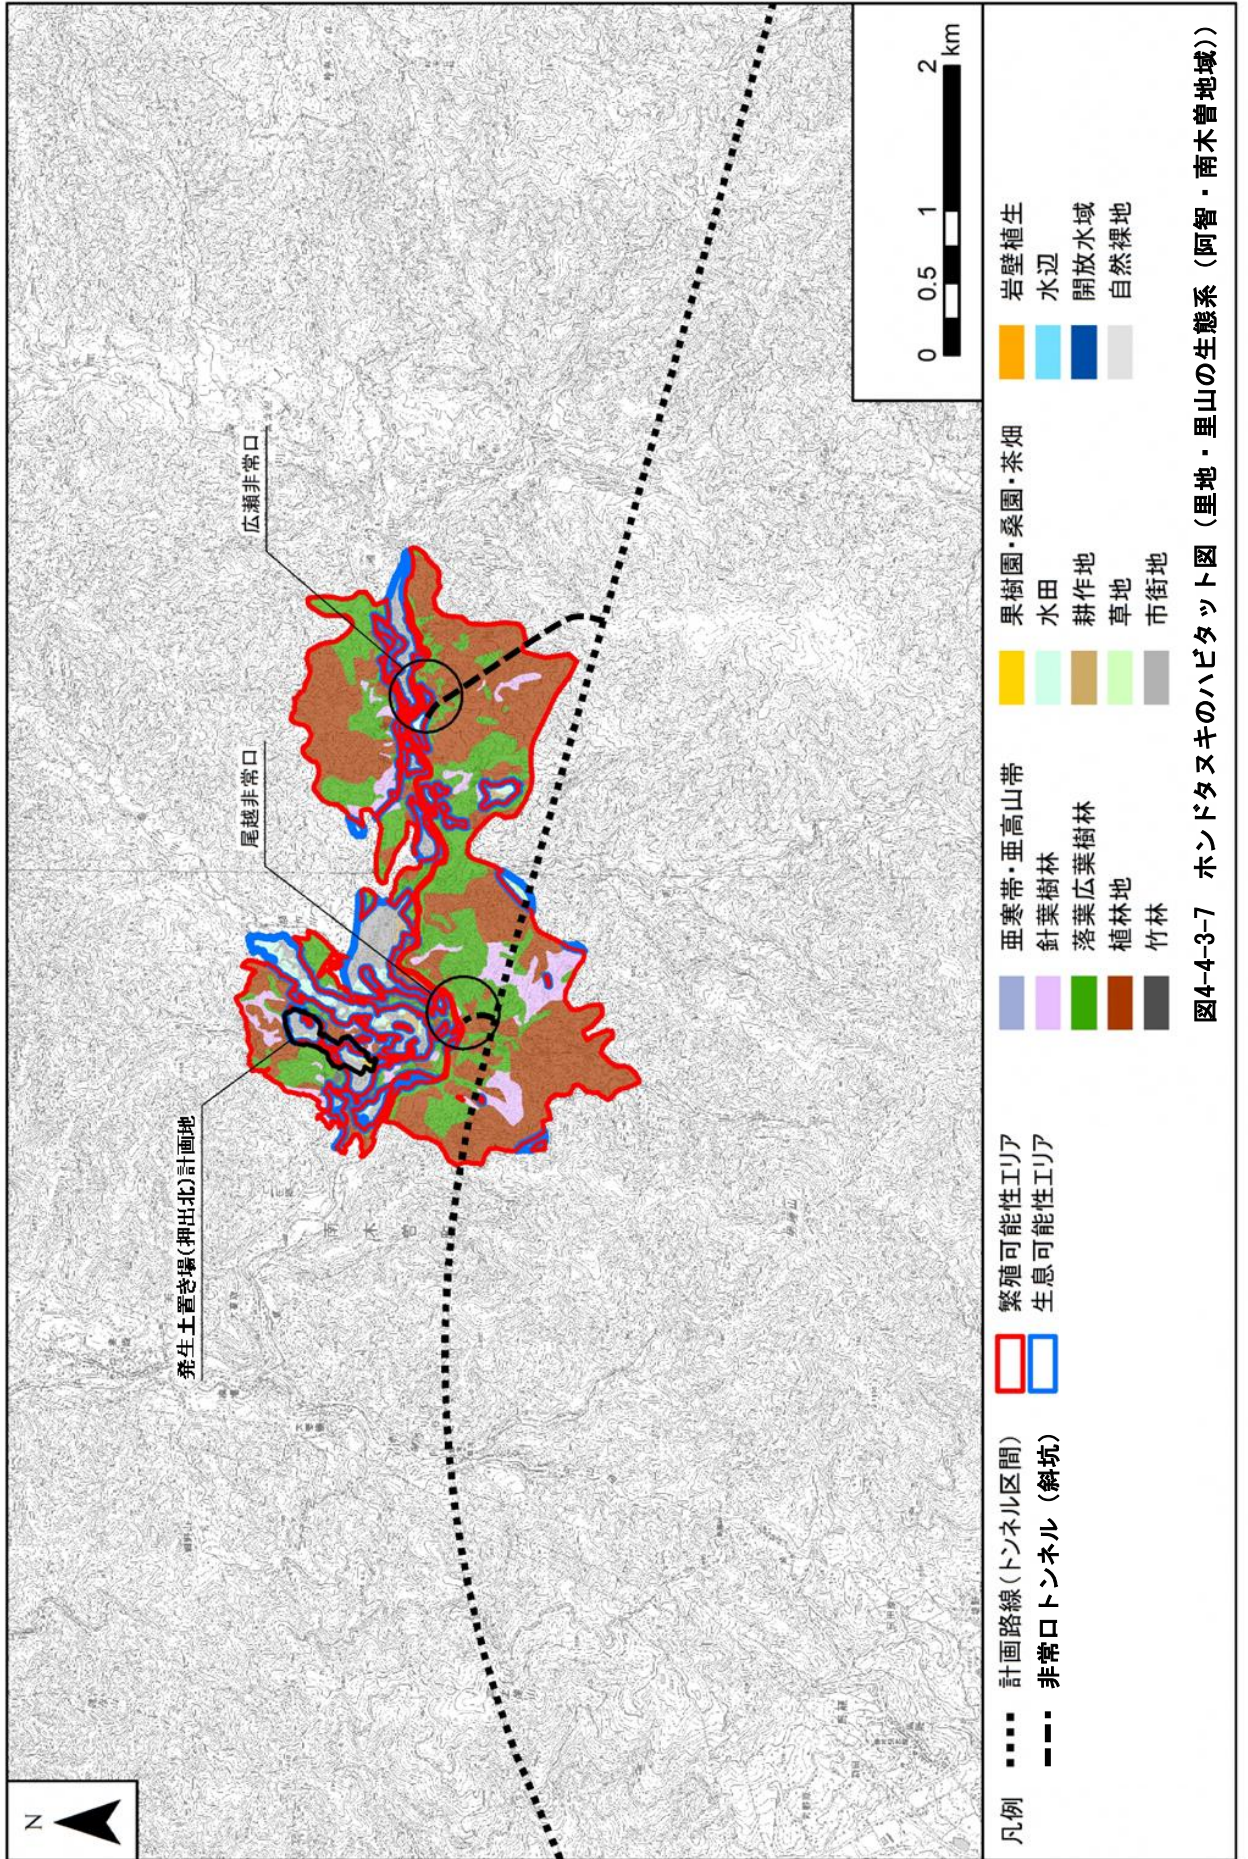 N
発生土置き場(押出北)計画地
尾越非常口
広瀬非常口
南木曽
0 0.5 1 2
km
凡例
計画路線(トンネル区間)
非常口トンネル（斜坑）
繁殖可能性エリア
生息可能性エリア
亜寒帯・亜高山帯
針葉樹林
落葉広葉樹林
植林地
竹林
果樹園・桑園・茶畑
水田
耕作地
草地
市街地
岩壁植生
水辺
開放水域
自然裸地
図4-4-3-7 ホンドタヌキのハビタット図（里地・里山の生態系（阿智・南木曽地域））